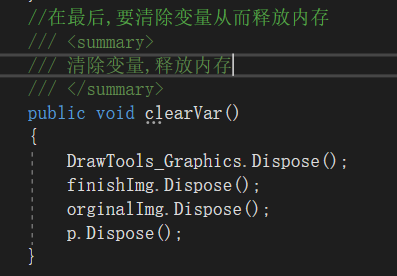 //在最后,要清除变量从而释放内存
/// <summary>
/// 清除变量,释放内存
/// </summary>
public void clearVar()
{
DrawTools_Graphics.Dispose();
finishImg.Dispose();
orginalImg.Dispose();
p.Dispose();
}